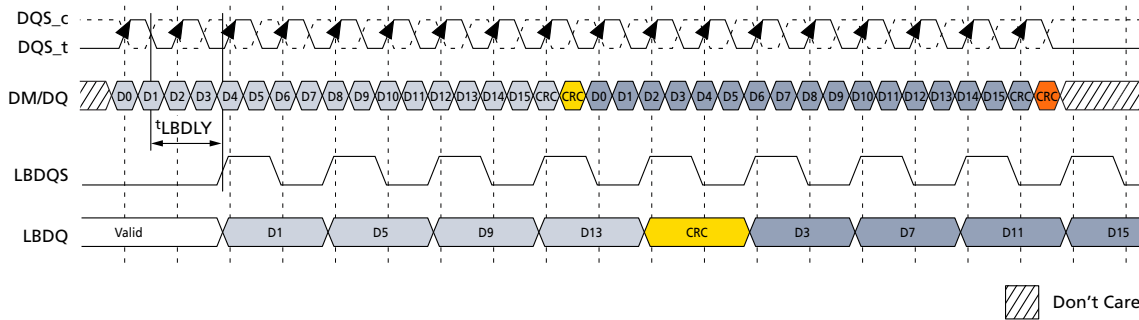 DQS_c
DQS_t
DM/DQ D0 D1 D2 D3 D4 D5 D6 D7 D8 D9 D10 D11 D12 D13 D14 D15 CRC CRC D0 D1 D2 D3 D4 D5 D6 D7 D8 D9 D10 D11 D12 D13 D14 D15 CRC CRC
tLBDLY
LBDQS
LBDQ Valid D1 D5 D9 D13 CRC D3 D7 D11 D15
Don't Care